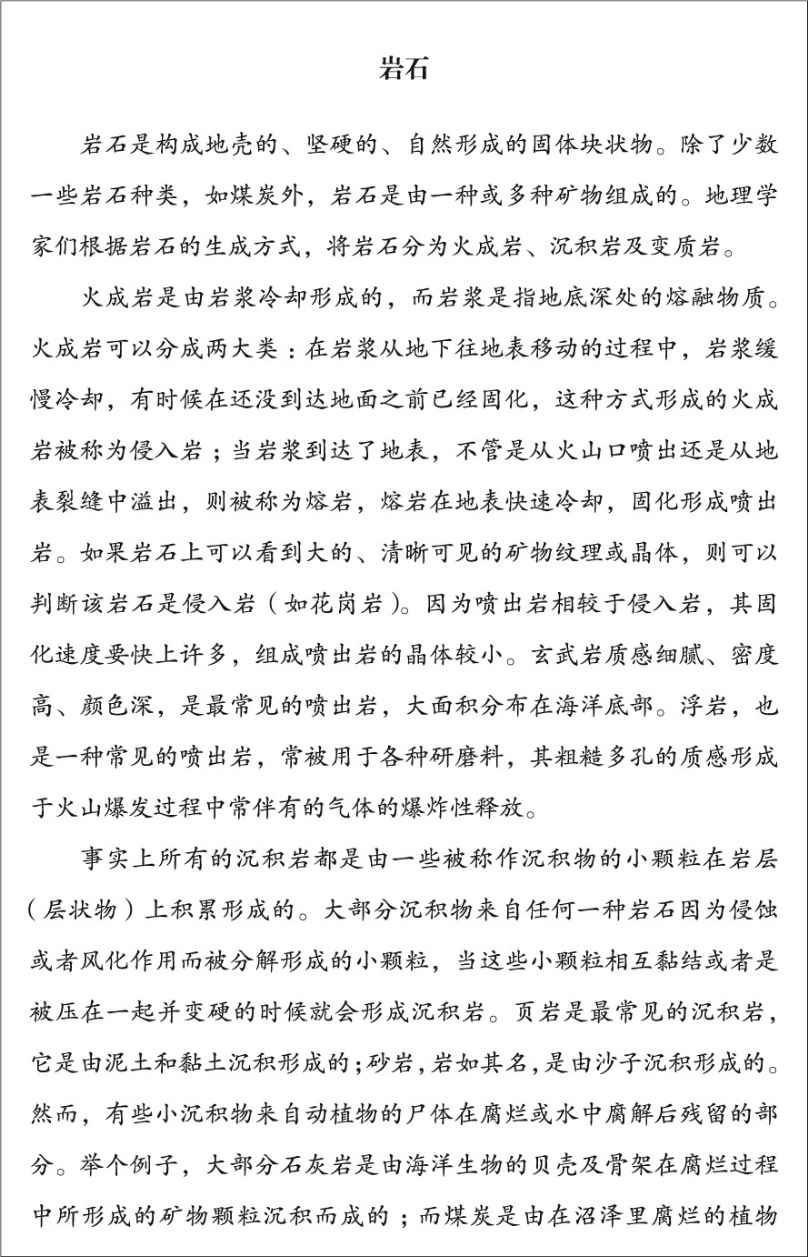 岩石
岩石是构成地壳的、坚硬的、自然形成的固体块状物。除了少数
一些岩石种类，如煤炭外，岩石是由一种或多种矿物组成的。地理学
家们根据岩石的生成方式，将岩石分为火成岩、沉积岩及变质岩。
火成岩是由岩浆冷却形成的，而岩浆是指地底深处的熔融物质。
火成岩可以分成两大类：在岩浆从地下往地表移动的过程中，岩浆缓
慢冷却，有时候在还没到达地面之前已经固化，这种方式形成的火成
岩被称为侵入岩；当岩浆到达了地表，不管是从火山口喷出还是从地
表裂缝中溢出，则被称为熔岩，熔岩在地表快速冷却，固化形成喷出
岩。如果岩石上可以看到大的、清晰可见的矿物纹理或晶体，则可以
判断该岩石是侵入岩（如花岗岩）。因为喷出岩相较于侵入岩，其固
化速度要快上许多，组成喷出岩的晶体较小。玄武岩质感细腻、密度
高、颜色深，是最常见的喷出岩，大面积分布在海洋底部。浮岩，也
是一种常见的喷出岩，常被用于各种研磨料，其粗糙多孔的质感形成
于火山爆发过程中常伴有的气体的爆炸性释放。
事实上所有的沉积岩都是由一些被称作沉积物的小颗粒在岩层
（层状物）上积累形成的。大部分沉积物来自任何一种岩石因为侵蚀
或者风化作用而被分解形成的小颗粒，当这些小颗粒相互黏结或者是
被压在一起并变硬的时候就会形成沉积岩。页岩是最常见的沉积岩，
它是由泥土和黏土沉积形成的；砂岩，岩如其名，是由沙子沉积形成的。
然而，有些小沉积物来自动植物的尸体在腐烂或水中腐解后残留的部
分。举个例子，大部分石灰岩是由海洋生物的贝壳及骨架在腐烂过程
中所形成的矿物颗粒沉积而成的；而煤炭是由在沼泽里腐烂的植物